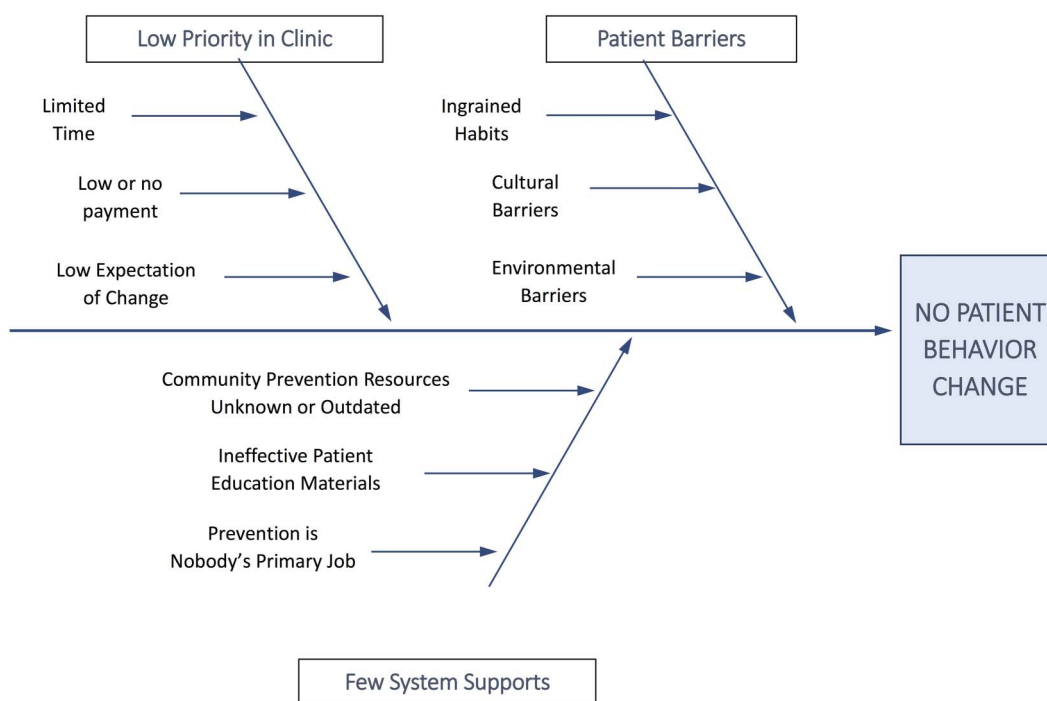 Low Priority in Clinic
Patient Barriers
Limited
Time
Low or no
payment
Low Expectation
of Change
Ingrained
Habits
Cultural
Barriers
Environmental
Barriers
NO PATIENT
BEHAVIOR
CHANGE
Community Prevention Resources
Unknown or Outdated
Ineffective Patient
Education Materials
Prevention is
Nobody’s Primary Job
Few System Supports